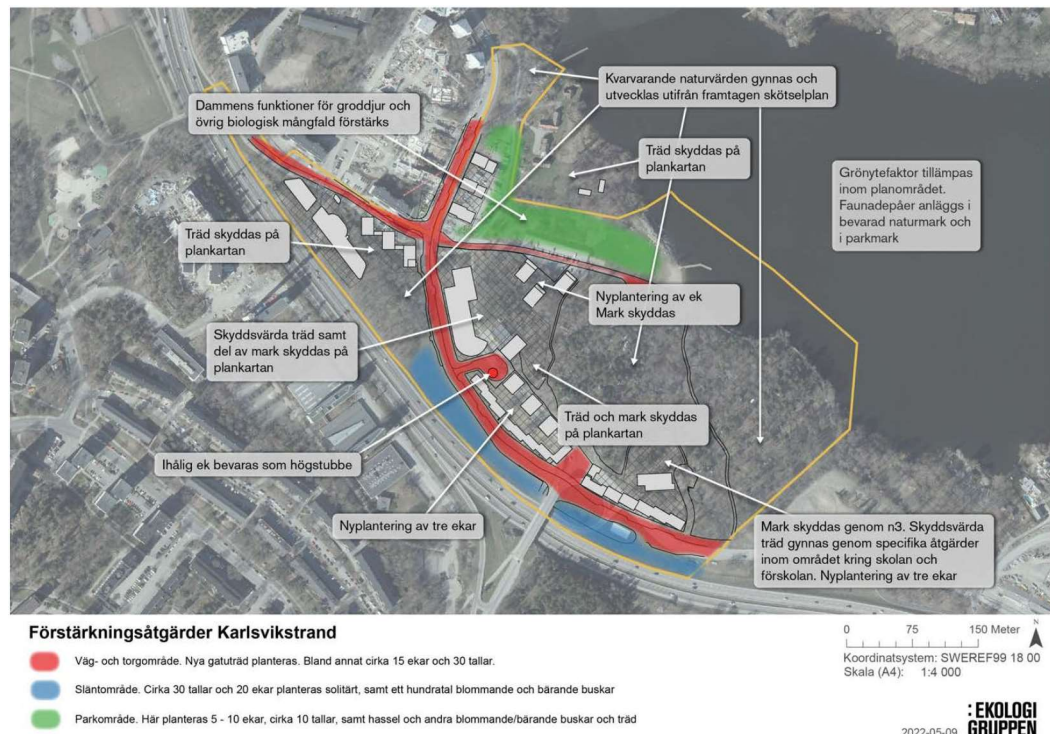 Kvarvarande naturvärden gynnas och
utvecklas utifrån framtagen skötselplan
Dammens funktioner för groddjur och
övrig biologisk mångfald förstärks
Träd skyddas på
plankartan
Grönytefaktor tillämpas
inom planområdet.
Faunadepåer anläggs i
bevarad naturmark och
i parkmark
Träd skyddas på
plankartan
Nyplantering av ek
Mark skyddas
Skyddsvärda träd samt
del av mark skyddas på
plankartan
Träd och mark skyddas
på plankartan
Ihålig ek bevaras som högstubbe
Nyplantering av tre ekar
Mark skyddas genom n3. Skyddsvärda
träd gynnas genom specifika åtgärder
inom området kring skolan och
förskolan. Nyplantering av tre ekar
Förstärkningsåtgärder Karlsvikstrand
Väg- och torgområde. Nya gatuträd planteras. Bland annat cirka 15 ekar och 30 tallar.
Släntområde. Cirka 30 tallar och 20 ekar planteras solitärt, samt ett hundratal blommande och bärande buskar
Parkområde. Här planteras 5 - 10 ekar, cirka 10 tallar, samt hassel och andra blommande/bärande buskar och träd
0 75 150 Meter
N
Koordinatsystem: SWEREF99 18 00
Skala (A4): 1:4 000
2022-05-09
:EKOLOGI
GRUPPEN